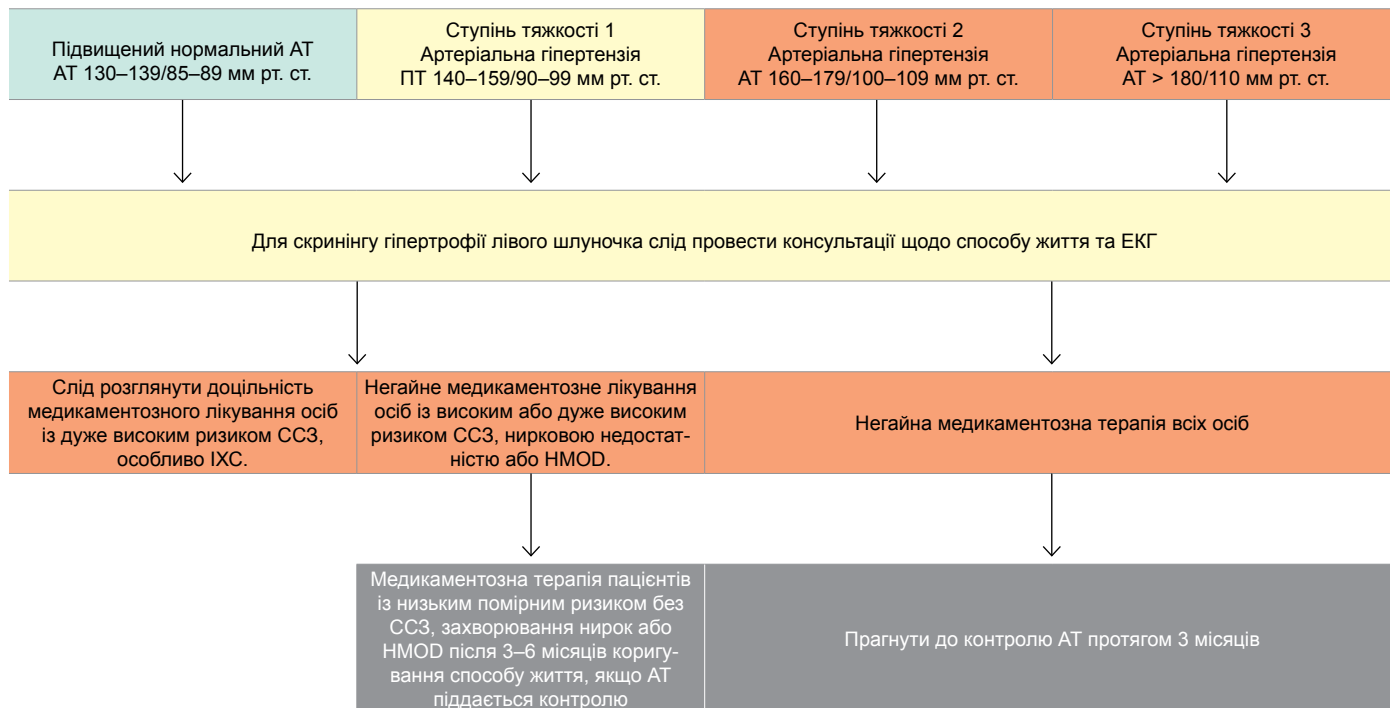 Підвищений нормальний АТ
АТ 130–139/85–89 мм рт. ст.
Ступінь тяжкості 1
Артеріальна гіпертензія
ПТ 140–159/90–99 мм рт. ст.
Ступінь тяжкості 2
Артеріальна гіпертензія
АТ 160–179/100–109 мм рт. ст.
Ступінь тяжкості 3
Артеріальна гіпертензія
АТ > 180/110 мм рт. ст.
Для скринінгу гіпертрофії лівого шлуночка слід провести консультації щодо способу життя та ЕКГ
Слід розглянути доцільність
медикаментозного лікування осіб
із дуже високим ризиком ССЗ,
особливо ІХС.
Негайне медикаментозне лікування
осіб із високим або дуже високим
ризиком ССЗ, нирковою недостат-
ністю або HMOD.
Негайна медикаментозна терапія всіх осіб
Медикаментозна терапія пацієнтів
із низьким помірним ризиком без
ССЗ, захворювання нирок або
HMOD після 3–6 місяців коригу-
вання способу життя, якщо АТ
піддається контролю
Прагнути до контролю АТ протягом 3 місяців